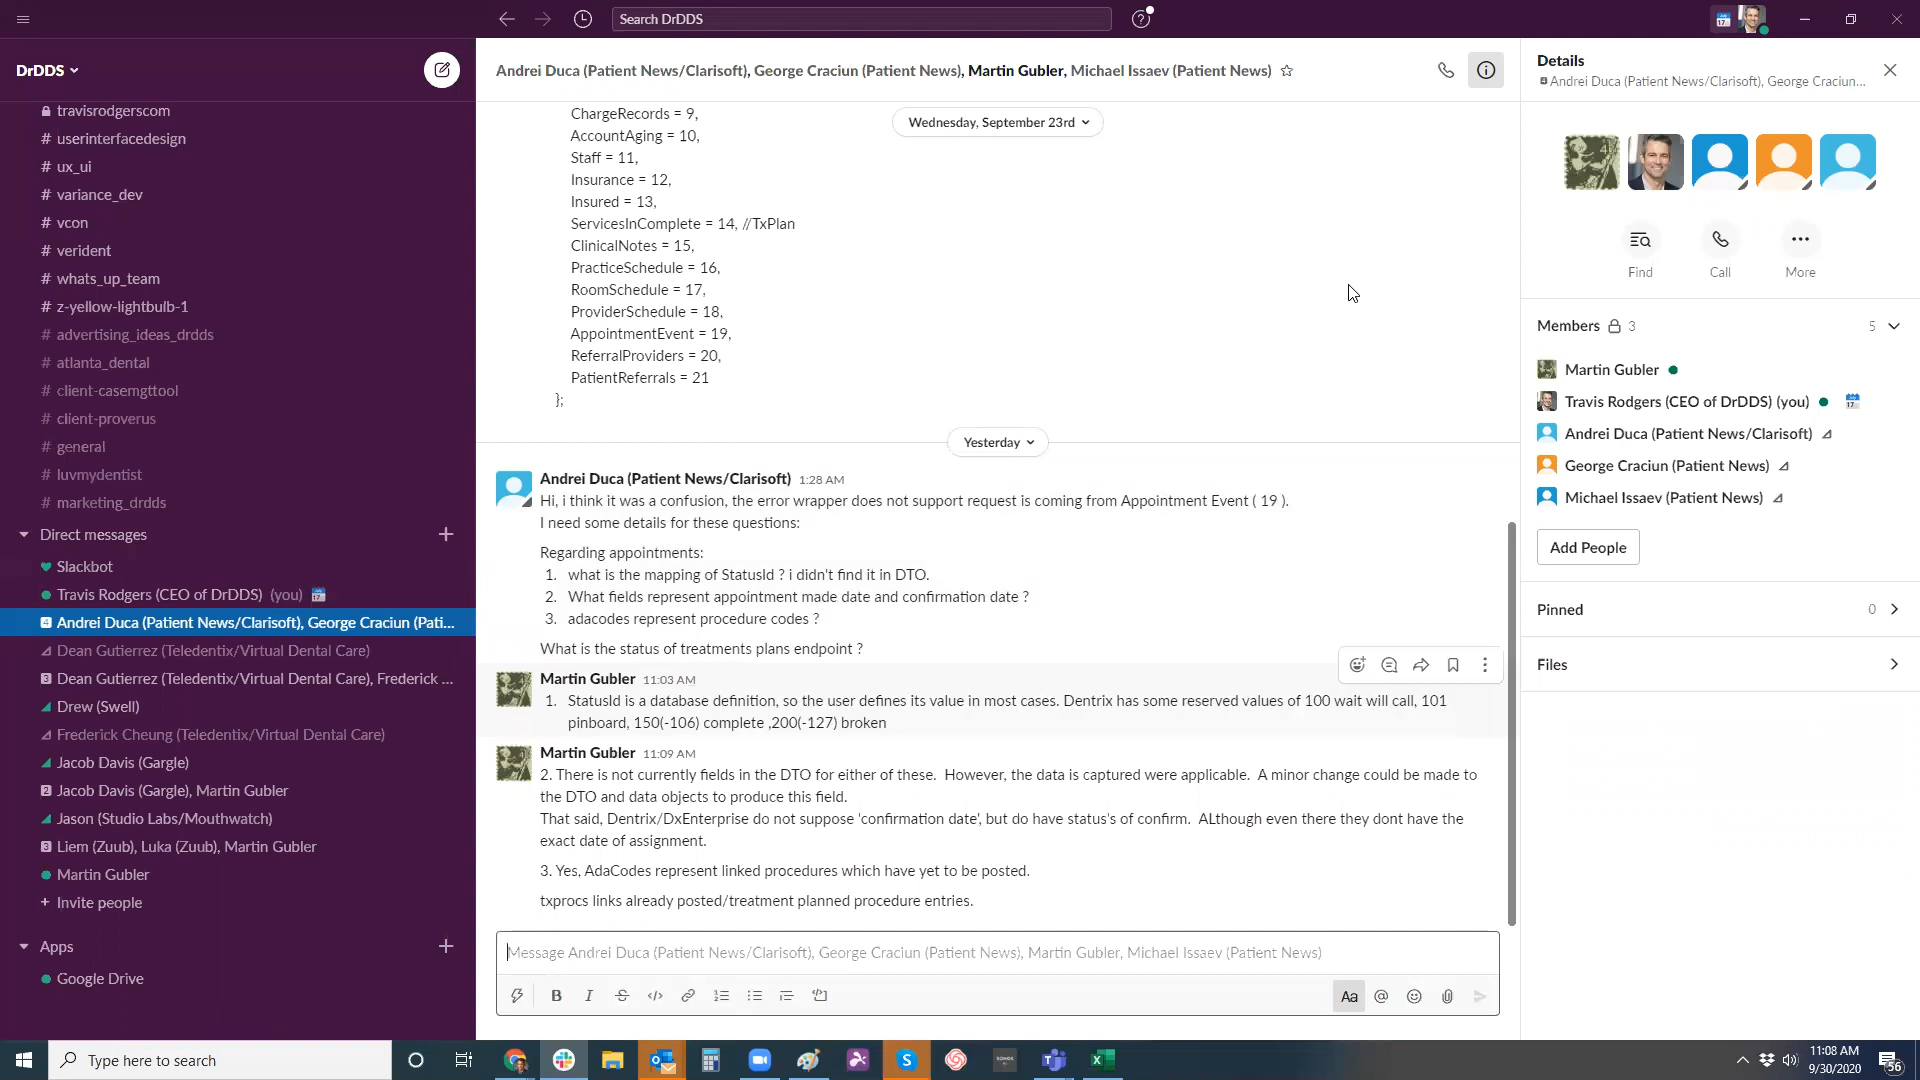 Search DrDDS
DrDDS
travisrodgerscom
# userinterfacedesign
# ux_ui
# variance_dev
# vcon
# verident
# whats_up_team
# z-yellow-lightbulb-1
# advertising_ideas_drdds
# atlanta_dental
# client-casemgttool
# client-proverus
# general
# luvmydentist
# marketing_drdds
Direct messages
Slackbot
Travis Rodgers (CEO of DrDDS) (you)
4 Andrei Duca (Patient News/Clarisoft), George Craciun (Pati...
Dean Gutierrez (Teledentix/Virtual Dental Care)
3 Dean Gutierrez (Teledentix/Virtual Dental Care), Frederick ...
Drew (Swell)
Frederick Cheung (Teledentix/Virtual Dental Care)
Jacob Davis (Gargle)
2 Jacob Davis (Gargle), Martin Gubler
Jason (Studio Labs/Mouthwatch)
3 Liem (Zuub), Luka (Zuub), Martin Gubler
Martin Gubler
+ Invite people
Apps
Google Drive
Andrei Duca (Patient News/Clarisoft), George Craciun (Patient News), Martin Gubler, Michael Issaev (Patient News)
Wednesday, September 23rd
ChargeRecords = 9,
AccountAging = 10,
Staff = 11,
Insurance = 12,
Insured = 13,
ServicesInComplete = 14, //TxPlan
ClinicalNotes = 15,
PracticeSchedule = 16,
RoomSchedule = 17,
ProviderSchedule = 18,
AppointmentEvent = 19,
ReferralProviders = 20,
PatientReferrals = 21
};
Yesterday
Andrei Duca (Patient News/Clarisoft) 1:28 AM
Hi, i think it was a confusion, the error wrapper does not support request is coming from Appointment Event ( 19 ).
I need some details for these questions:
Regarding appointments:
1. what is the mapping of StatusId ? i didn't find it in DTO.
2. What fields represent appointment made date and confirmation date ?
3. adacodes represent procedure codes ?
What is the status of treatments plans endpoint ?
Martin Gubler 11:03 AM
1. StatusId is a database definition, so the user defines its value in most cases. Dentrix has some reserved values of 100 wait will call, 101
pinboard, 150(-106) complete ,200(-127) broken
Martin Gubler 11:09 AM
2. There is not currently fields in the DTO for either of these. However, the data is captured were applicable. A minor change could be made to
the DTO and data objects to produce this field.
That said, Dentrix/DxEnterprise do not suppose 'confirmation date', but do have status's of confirm. ALthough even there they dont have the
exact date of assignment.
3. Yes, AdaCodes represent linked procedures which have yet to be posted.
txprocs links already posted/treatment planned procedure entries.
Message Andrei Duca (Patient News/Clarisoft), George Craciun (Patient News), Martin Gubler, Michael Issaev (Patient News)
B I S </> Aa @
Details
4 Andrei Duca (Patient News/Clarisoft), George Craciun...
Find Call More
Members 3 5
Martin Gubler
Travis Rodgers (CEO of DrDDS) (you)
Andrei Duca (Patient News/Clarisoft)
George Craciun (Patient News)
Michael Issaev (Patient News)
Add People
Pinned 0
Files
Type here to search
SONOS
11:08 AM
9/30/2020
56